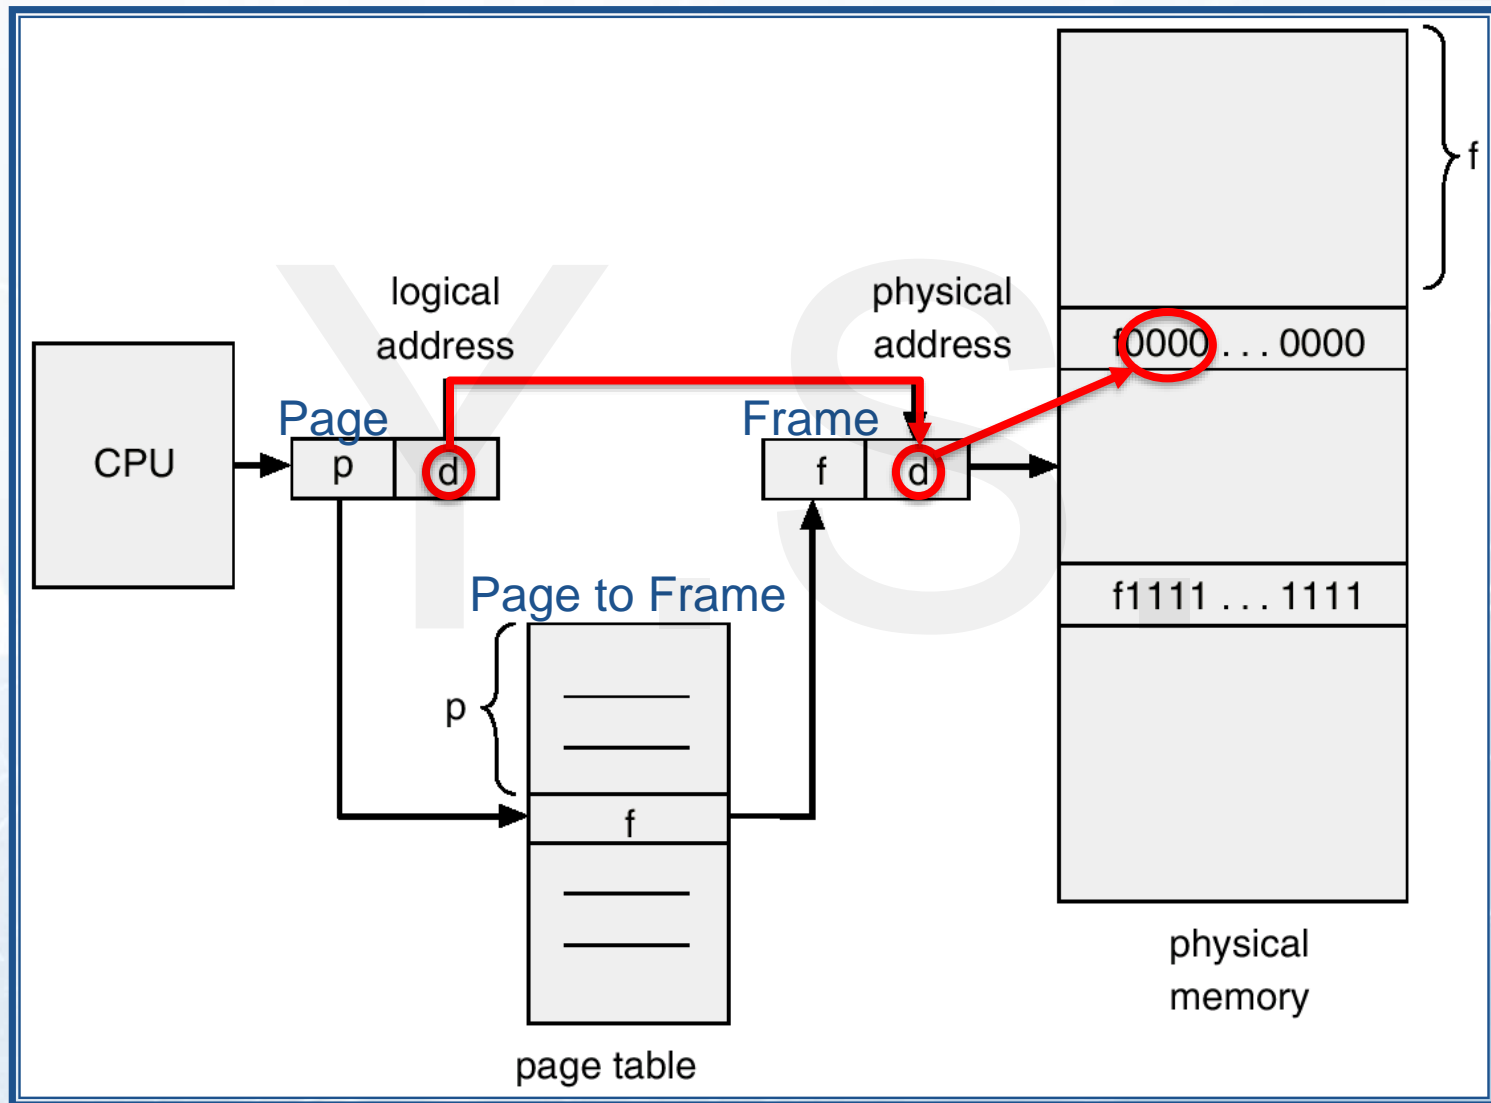 f
logical
address
physical
address
f0000 . . . 0000
Page
Frame
CPU
p
d
f
d
Page to Frame
f1111 . . . 1111
p
f
physical
memory
page table
Y.S.